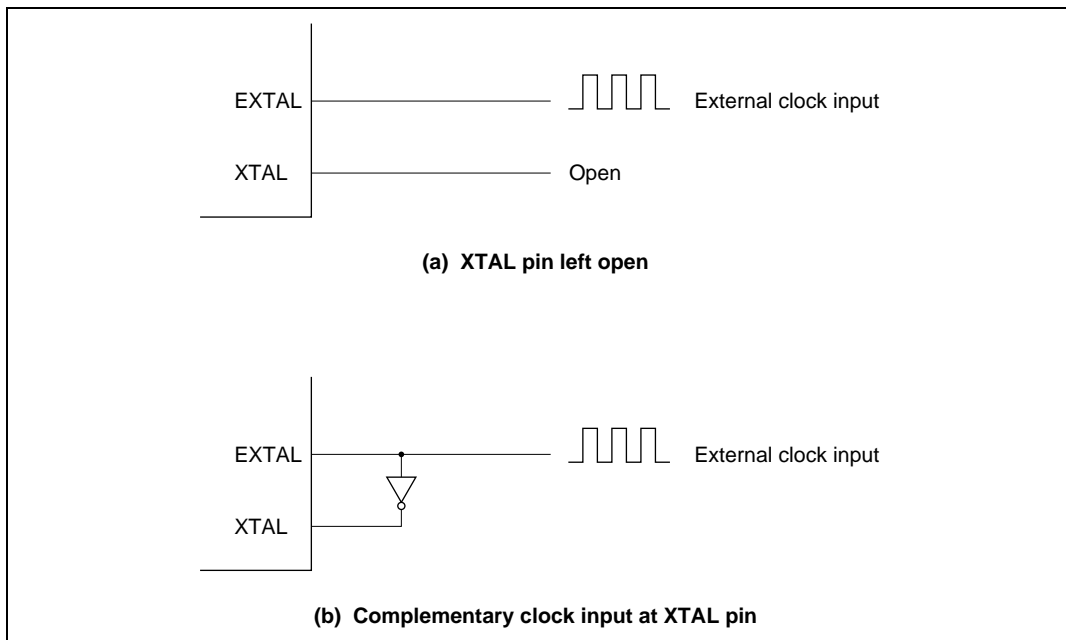 EXTAL
External clock input
XTAL
Open
(a) XTAL pin left open
EXTAL
External clock input
XTAL
(b) Complementary clock input at XTAL pin